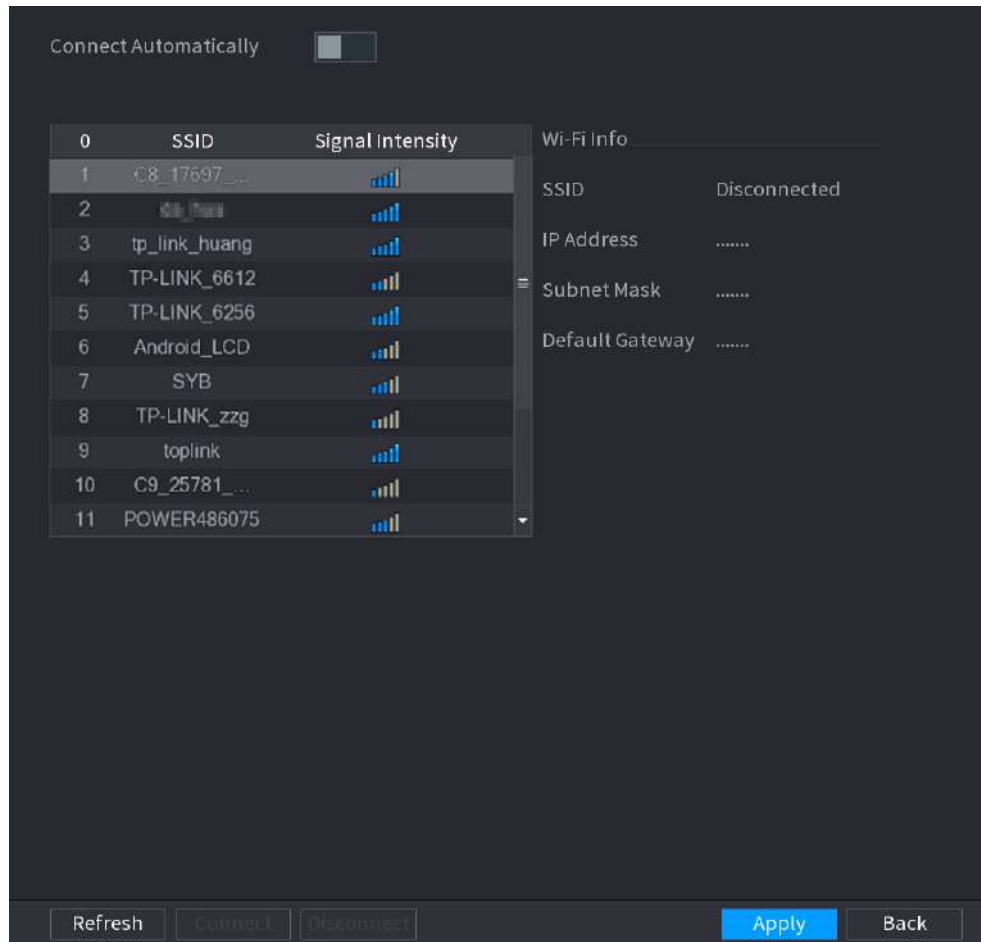 Connect Automatically
0 SSID Signal Intensity
1 C8_17697_...
2
3 tp_link_huang
4 TP-LINK_6612
5 TP-LINK_6256
6 Android_LCD
7 SYB
8 TP-LINK_zzg
9 toplink
10 C9_25781_...
11 POWER486075
Wi-Fi Info
SSID Disconnected
IP Address .......
Subnet Mask .......
Default Gateway .......
Refresh Connect Disconnect Apply Back